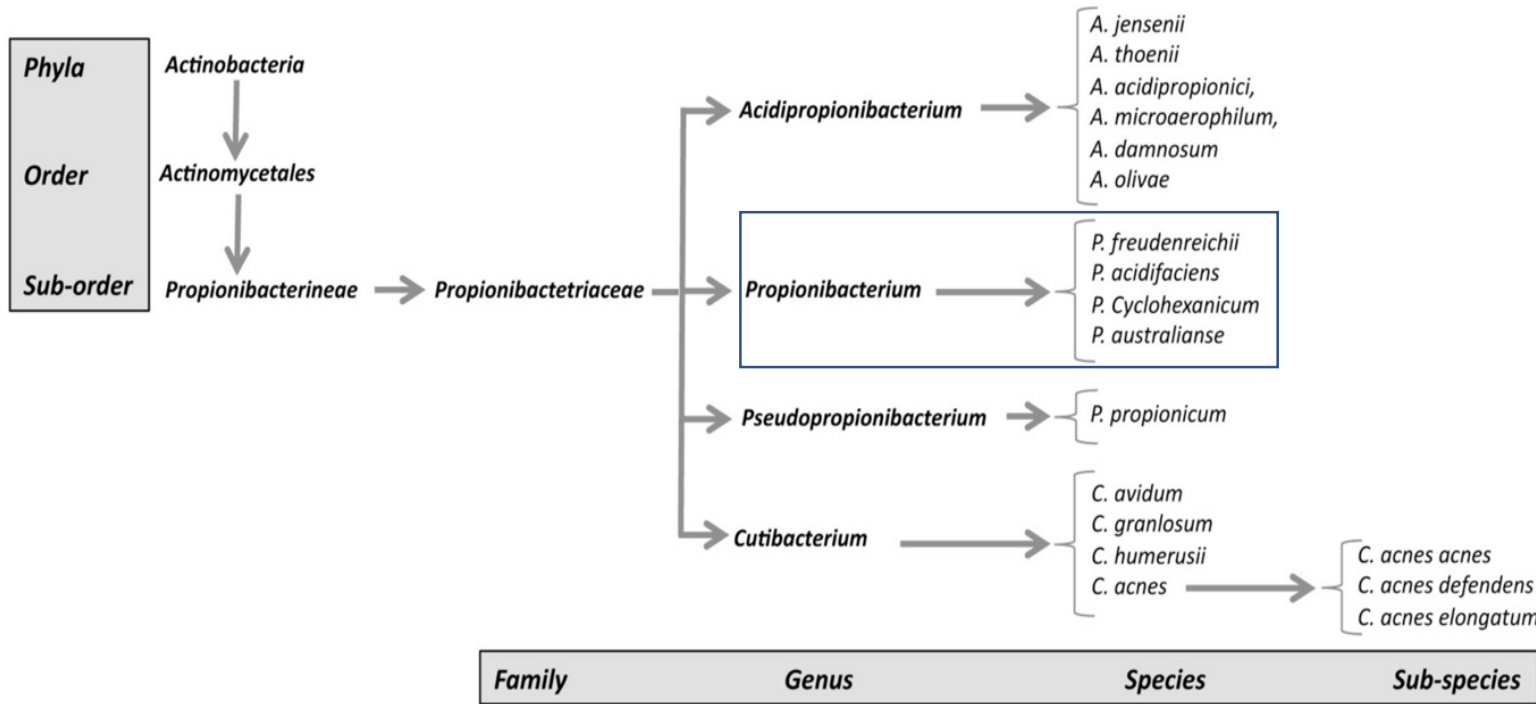 Phyla
Actinobacteria
Order
Actinomycetales
Sub-order
Propionibacterineae
Propionibactetriaceae
Acidipropionibacterium
A. jensenii
A. thoenii
A. acidipropionici,
A. microaerophilum,
A. damnosum
A. olivae
Propionibacterium
P. freudenreichii
P. acidifaciens
P. Cyclohexanicum
P. australianse
Pseudopropionibacterium
P. propionicum
Cutibacterium
C. avidum
C. granlosum
C. humerusii
C. acnes
C. acnes acnes
C. acnes defendens
C. acnes elongatum
Family Genus Species Sub-species